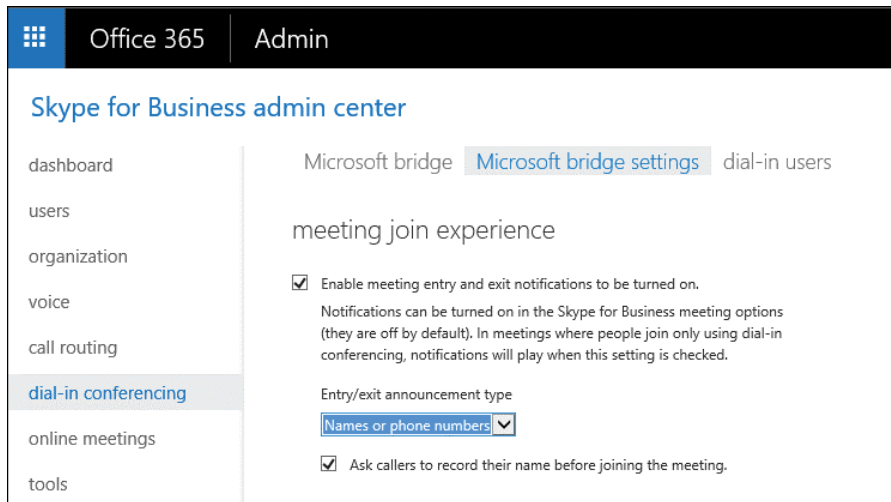 Office 365 Admin
Skype for Business admin center
dashboard
users
organization
voice
call routing
dial-in conferencing
online meetings
tools
Microsoft bridge Microsoft bridge settings dial-in users
meeting join experience
Enable meeting entry and exit notifications to be turned on.
Notifications can be turned on in the Skype for Business meeting options
(they are off by default). In meetings where people join only using dial-in
conferencing, notifications will play when this setting is checked.
Entry/exit announcement type
Names or phone numbers
Ask callers to record their name before joining the meeting.